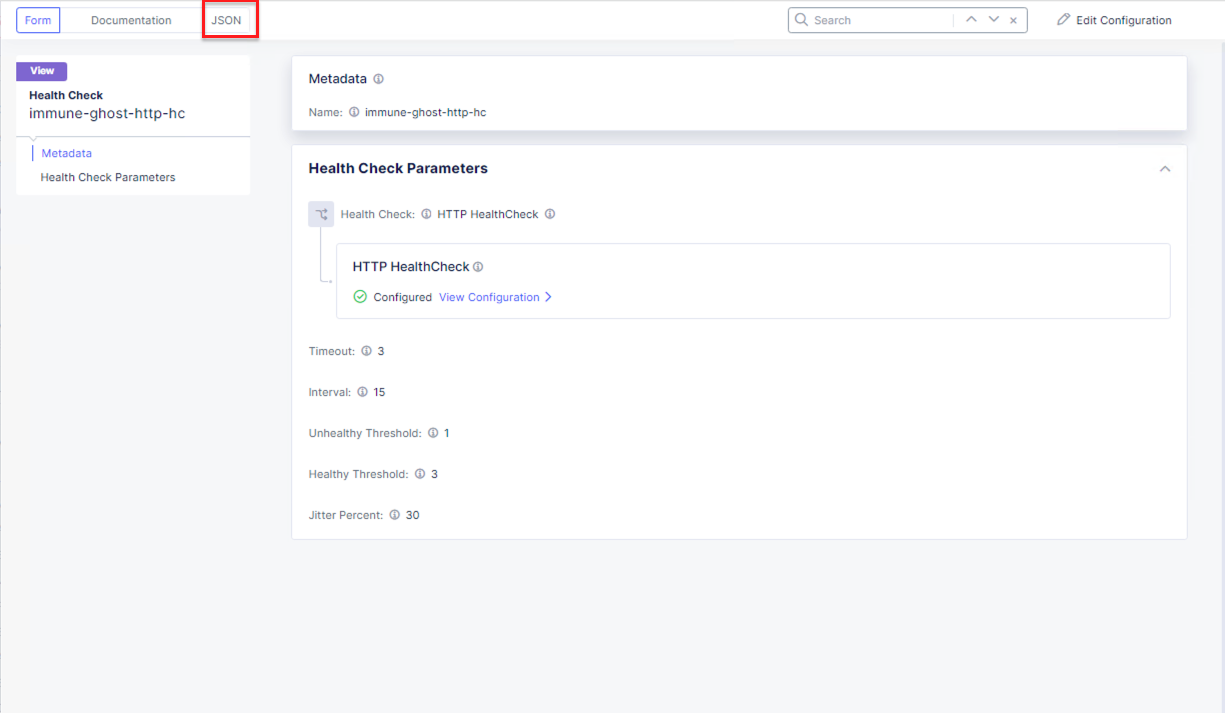 Form Documentation JSON Search Edit Configuration
View
Health Check
immune-ghost-http-hc
Metadata
Health Check Parameters
Metadata
Name: immune-ghost-http-hc
Health Check Parameters
Health Check: HTTP HealthCheck
HTTP HealthCheck
Configured View Configuration
Timeout: 3
Interval: 15
Unhealthy Threshold: 1
Healthy Threshold: 3
Jitter Percent: 30